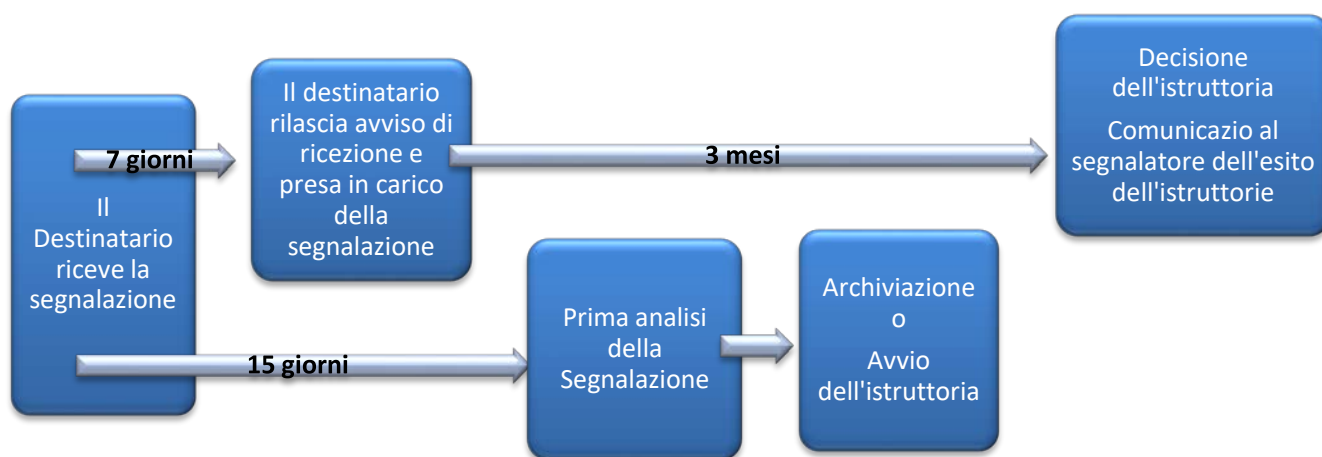 Il
Destinatario
riceve la
segnalazione
7 giorni
Il destinatario
rilascia avviso di
ricezione e
presa in carico
della
segnalazione
3 mesi
Decisione
dell'istruttoria
Comunicazio al
segnalatore dell'esito
dell'istruttorie
15 giorni
Prima analisi
della
Segnalazione
Archiviazione
o
Avvio
dell'istruttoria